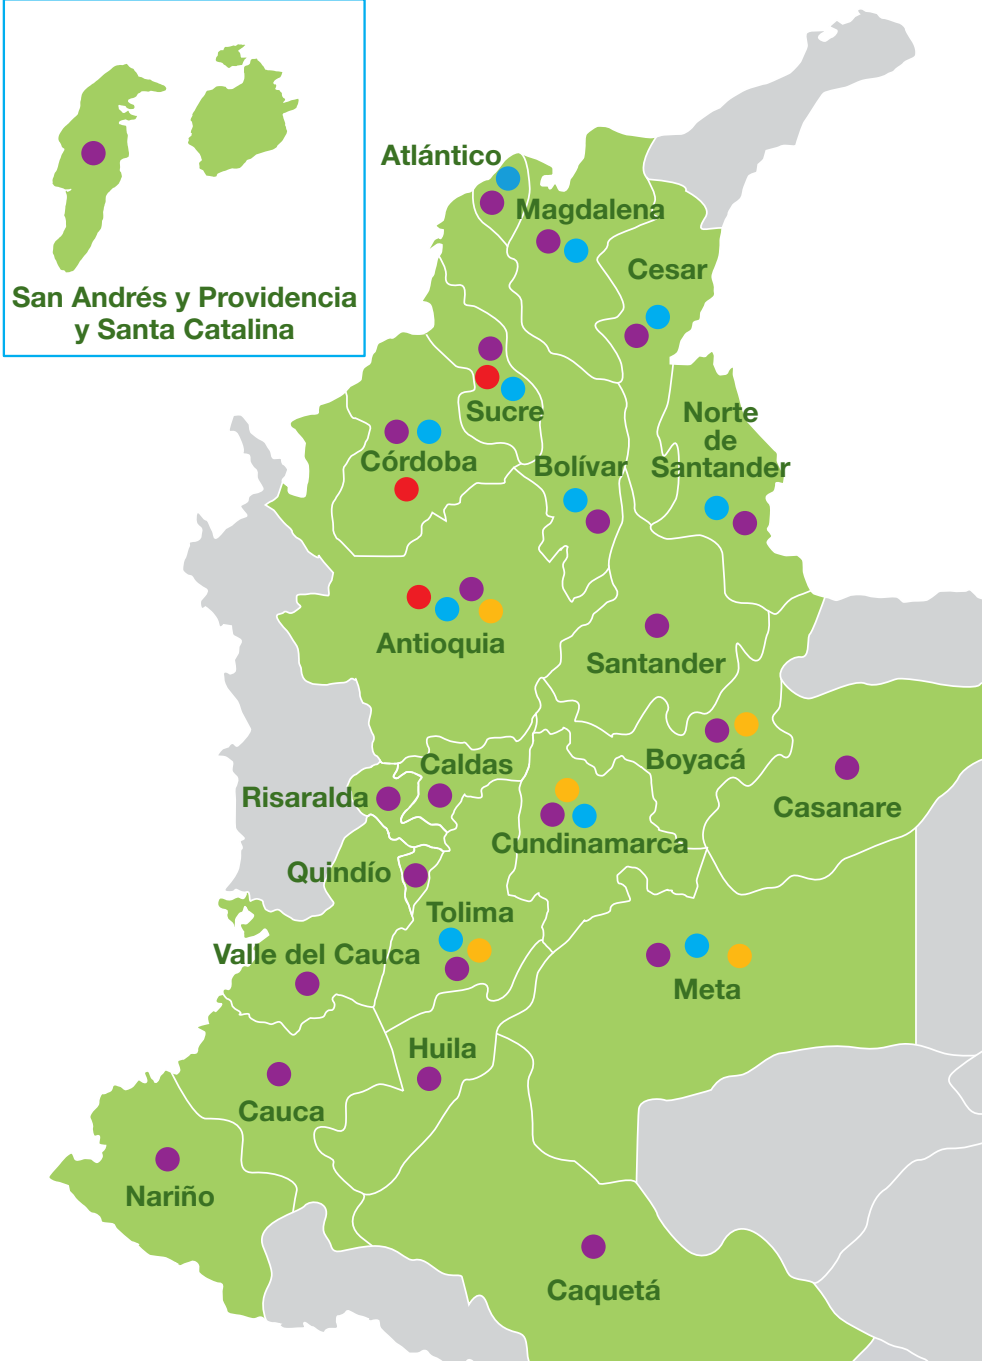 Atlántico
Magdalena
Cesar
San Andrés y Providencia
y Santa Catalina
Sucre
Norte
de
Santander
Córdoba
Bolívar
Antioquia
Santander
Boyacá
Caldas
Risaralda
Casanare
Cundinamarca
Quindío
Tolima
Valle del Cauca
Meta
Huila
Cauca
Nariño
Caquetá